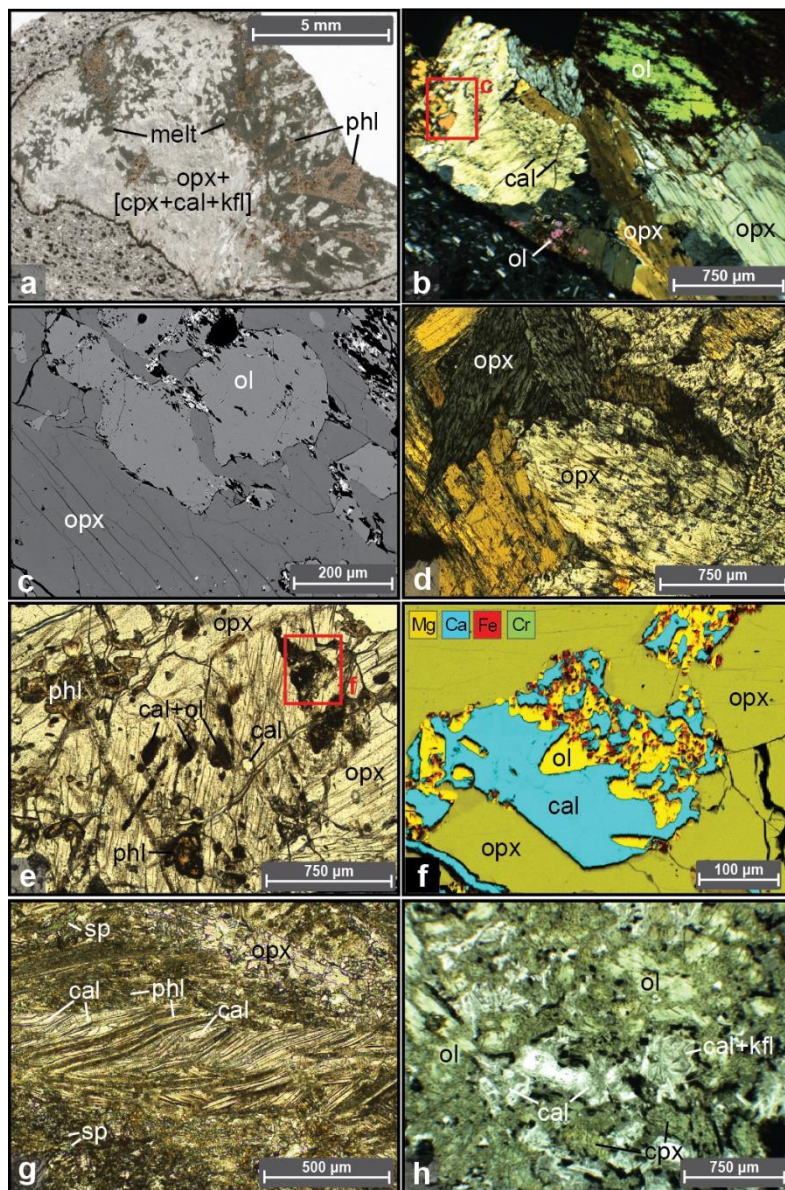 5 mm
melt
phl
opx+
[cpx+cal+kfl]
a
ol
c
cal
opx
ol
opx
750 µm
b
ol
opx
200 µm
c
opx
opx
750 µm
d
opx
phl
cal+ol
f
cal
opx
phl
750 µm
e
Mg Ca Fe Cr
opx
ol
cal
opx
100 µm
f
sp
opx
cal phl cal
sp
500 µm
g
ol
ol
cal+kfl
cal
cpx
750 µm
h